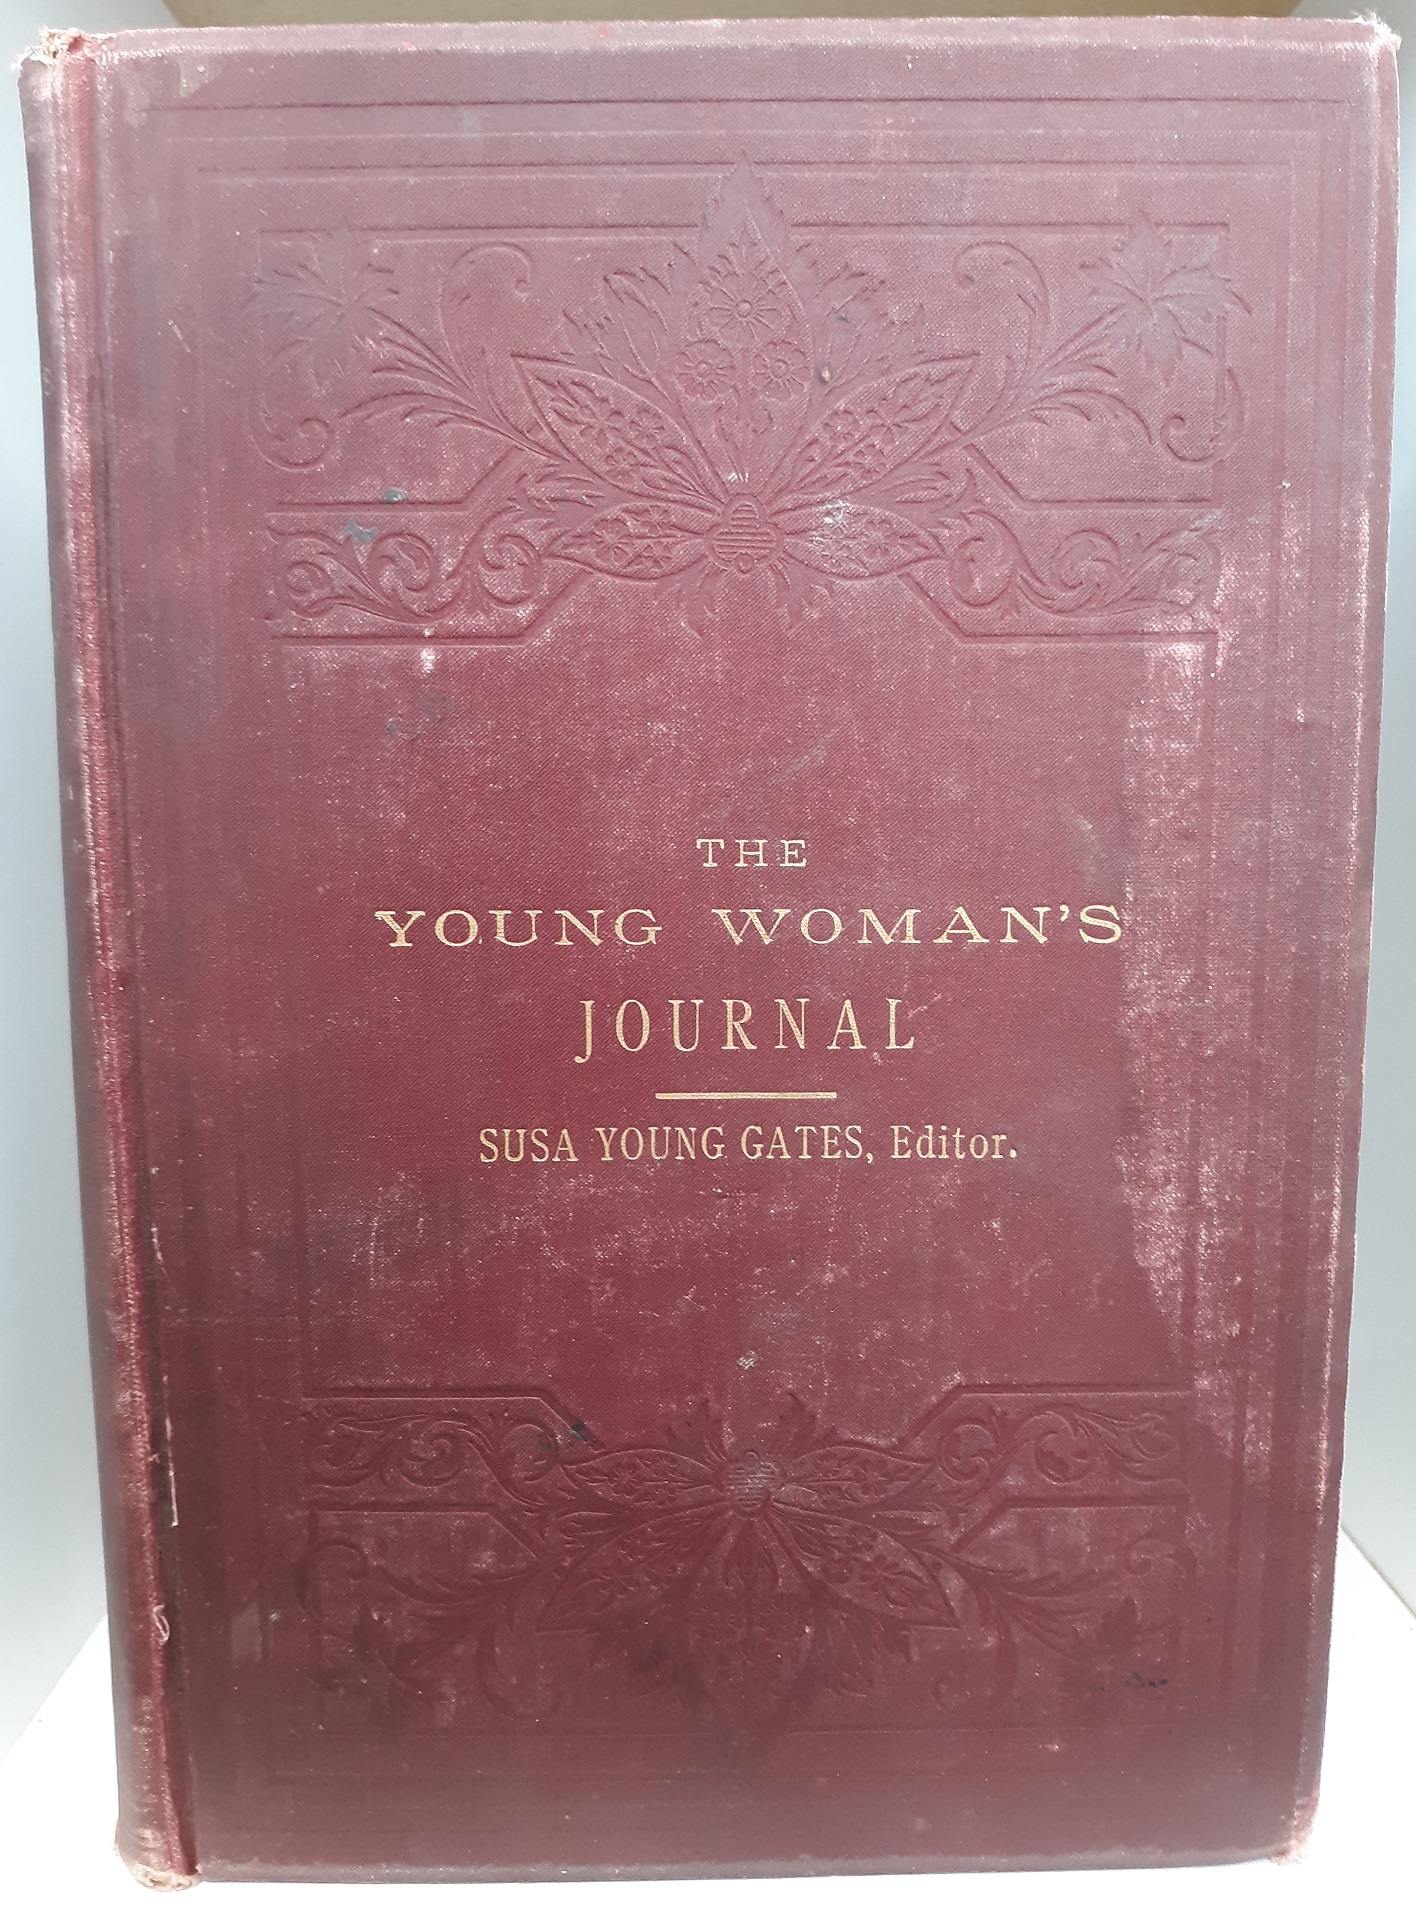 THE
YOUNG WOMAN'S
JOURNAL
SUSA YOUNG GATES, Editor.